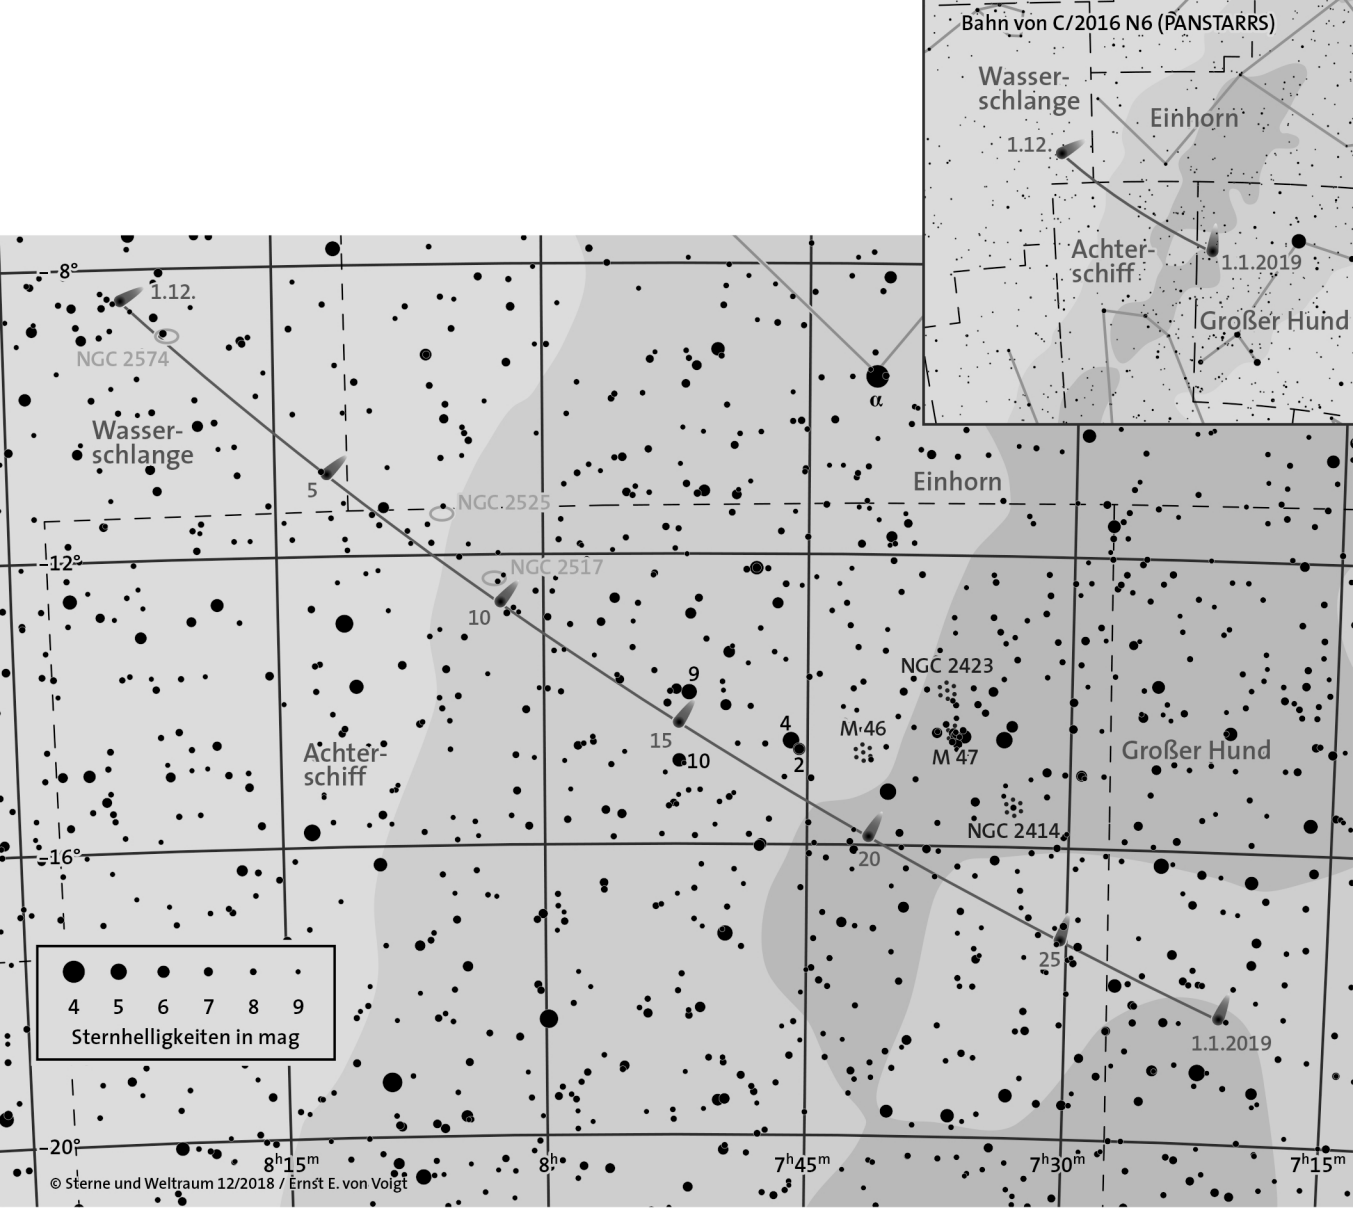 Bahn von C/2016 N6 (PANSTARRS)
Wasser-
schlange
Einhorn
1.12.
Achter-
schiff
1.1.2019
Großer Hund
–8°
1.12.
NGC 2574
α
Wasser-
schlange
5
NGC 2525
Einhorn
–12°
NGC 2517
10
NGC 2423
9
15
4
M 46
10
2
M 47
Großer Hund
Achter-
schiff
NGC 2414
–16°
20
25
4 5 6 7 8 9
Sternhelligkeiten in mag
1.1.2019
–20°
8ʰ15ᵐ 8ʰ 7ʰ45ᵐ 7ʰ30ᵐ 7ʰ15ᵐ
© Sterne und Weltraum 12/2018 / Ernst E. von Voigt